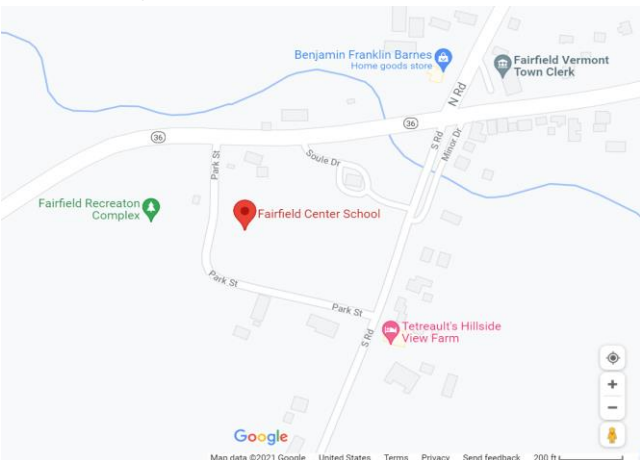 Benjamin Franklin Barnes
Home goods store
Fairfield Vermont
Town Clerk
N Rd
36
36
S Rd
Minor Dr
Soule Dr
Park St
Fairfield Recreaton
Complex
Fairfield Center School
Park St
Park St
Tetreault's Hillside
View Farm
S Rd
Google
Map data ©2021 Google United States Terms Privacy Send feedback 200 ft